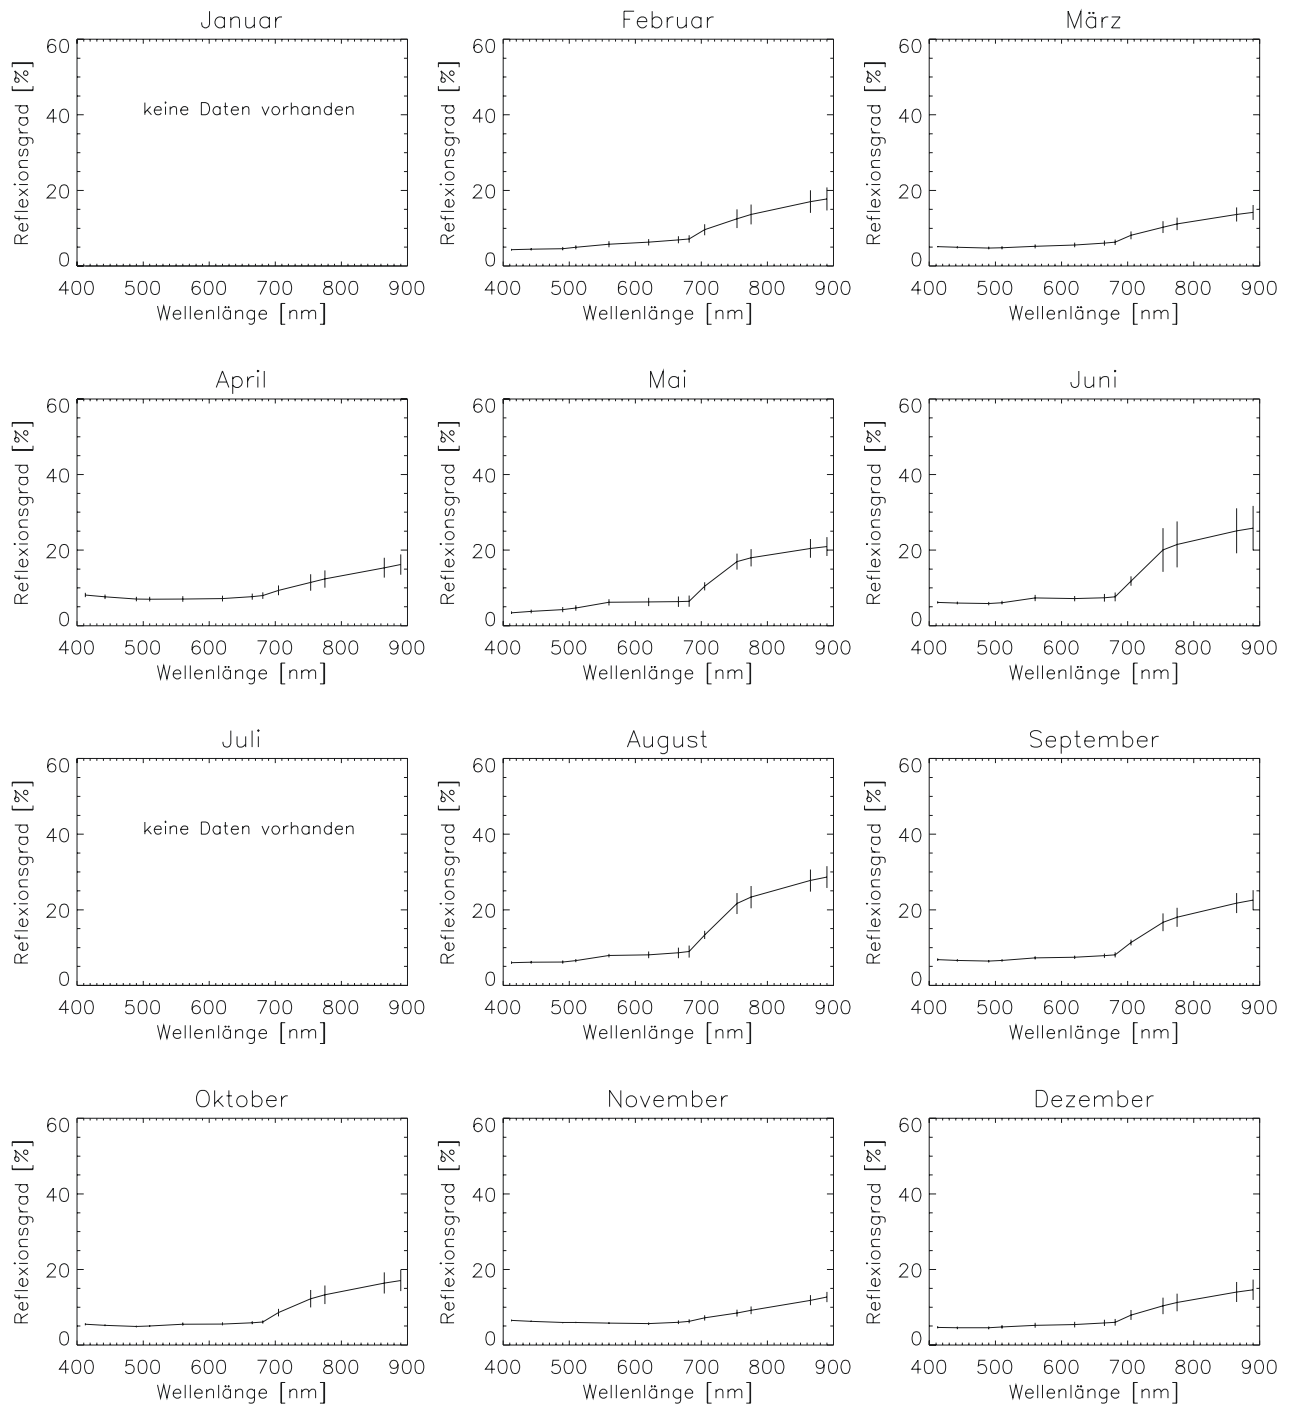 Januar
Reflexionsgrad [%]
60
40
20
0
keine Daten vorhanden
400 500 600 700 800 900
Wellenlänge [nm]
Februar
Reflexionsgrad [%]
60
40
20
0
400 500 600 700 800 900
Wellenlänge [nm]
März
Reflexionsgrad [%]
60
40
20
0
400 500 600 700 800 900
Wellenlänge [nm]
April
Reflexionsgrad [%]
60
40
20
0
400 500 600 700 800 900
Wellenlänge [nm]
Mai
Reflexionsgrad [%]
60
40
20
0
400 500 600 700 800 900
Wellenlänge [nm]
Juni
Reflexionsgrad [%]
60
40
20
0
400 500 600 700 800 900
Wellenlänge [nm]
Juli
Reflexionsgrad [%]
60
40
20
0
keine Daten vorhanden
400 500 600 700 800 900
Wellenlänge [nm]
August
Reflexionsgrad [%]
60
40
20
0
400 500 600 700 800 900
Wellenlänge [nm]
September
Reflexionsgrad [%]
60
40
20
0
400 500 600 700 800 900
Wellenlänge [nm]
Oktober
Reflexionsgrad [%]
60
40
20
0
400 500 600 700 800 900
Wellenlänge [nm]
November
Reflexionsgrad [%]
60
40
20
0
400 500 600 700 800 900
Wellenlänge [nm]
Dezember
Reflexionsgrad [%]
60
40
20
0
400 500 600 700 800 900
Wellenlänge [nm]